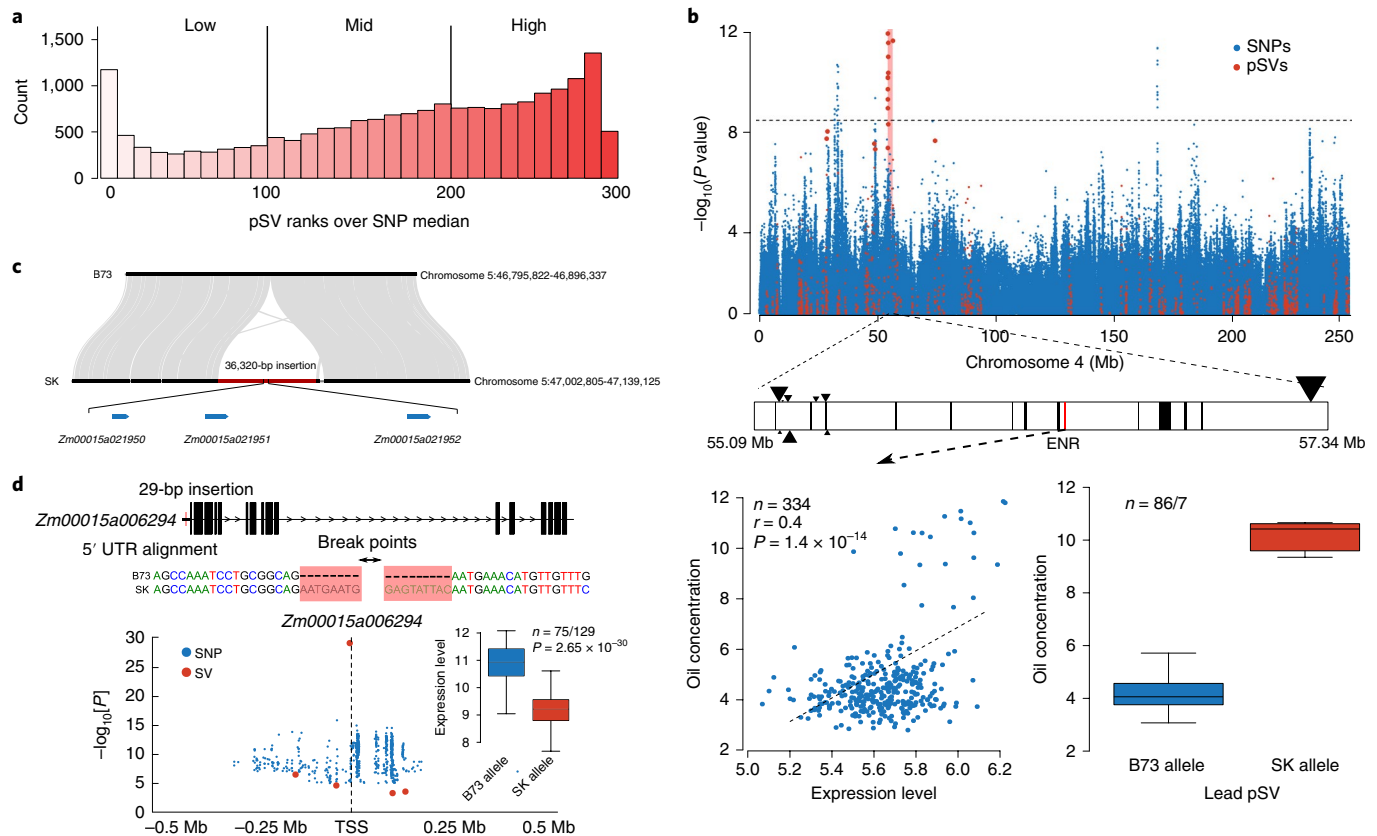 a
Low Mid High
1,500
1,000
500
0
Count
0 100 200 300
pSV ranks over SNP median
b
12
8
4
0
–log10(P value)
SNPs
pSVs
0 50 100 150 200 250
Chromosome 4 (Mb)
55.09 Mb ENR 57.34 Mb
n = 334
r = 0.4
P = 1.4 × 10−14
12
10
8
6
4
2
Oil concentration
5.0 5.2 5.4 5.6 5.8 6.0 6.2
Expression level
n = 86/7
12
10
8
6
4
2
Oil concentration
B73 allele SK allele
Lead pSV
c
B73 Chromosome 5:46,795,822-46,896,337
36,320-bp insertion
SK Chromosome 5:47,002,805-47,139,125
Zm00015a021950 Zm00015a021951 Zm00015a021952
d
29-bp insertion
Zm00015a006294
5′ UTR alignment
Break points
B73 AGCCAAATCCTGCGGCAG--------- ----------AATGAAACATGTTGTTTG
SK AGCCAAATCCTGCGGCAGAATGAATG GAGTATTACAATGAAACATGTTGTTTC
Zm00015a006294
30
25
20
15
10
5
0
–log10[P]
SNP
SV
–0.5 Mb –0.25 Mb TSS 0.25 Mb 0.5 Mb
n = 75/129
P = 2.65 × 10−30
12
11
10
9
8
Expression level
B73 allele
SK allele